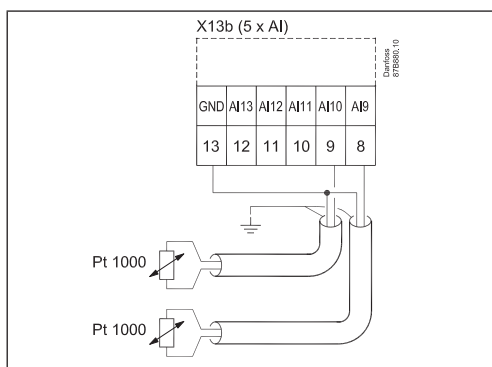 X13b (5 x AI)
Danfoss
87B880.10
GND AI13 AI12 AI11 AI10 AI9
13 12 11 10 9 8
Pt 1000
Pt 1000